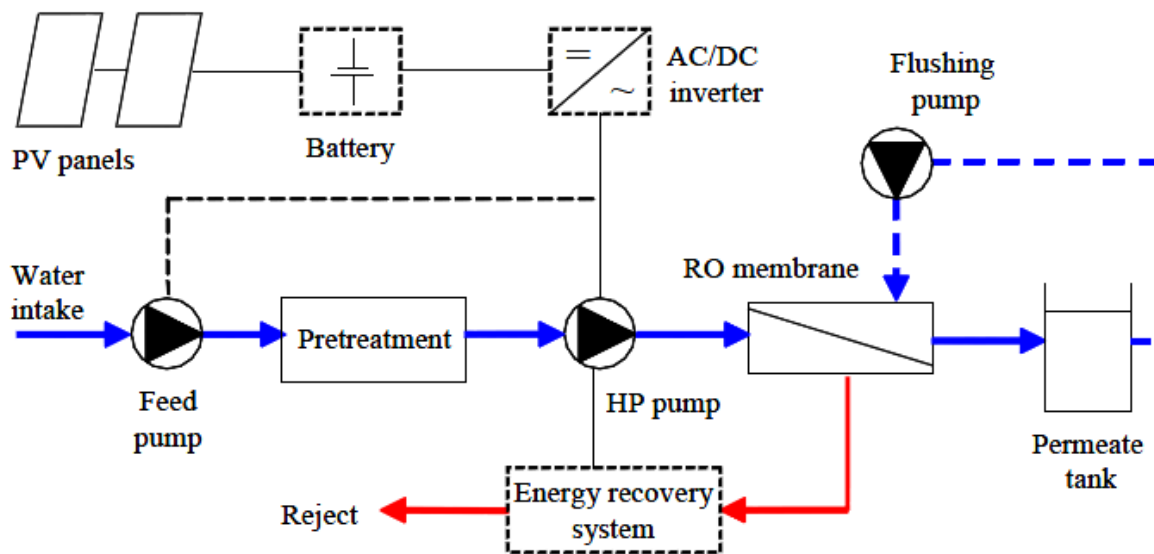 AC/DC
inverter
Flushing
pump
PV panels
Battery
Water
intake
RO membrane
Pretreatment
Feed
pump
HP pump
Permeate
tank
Energy recovery
system
Reject